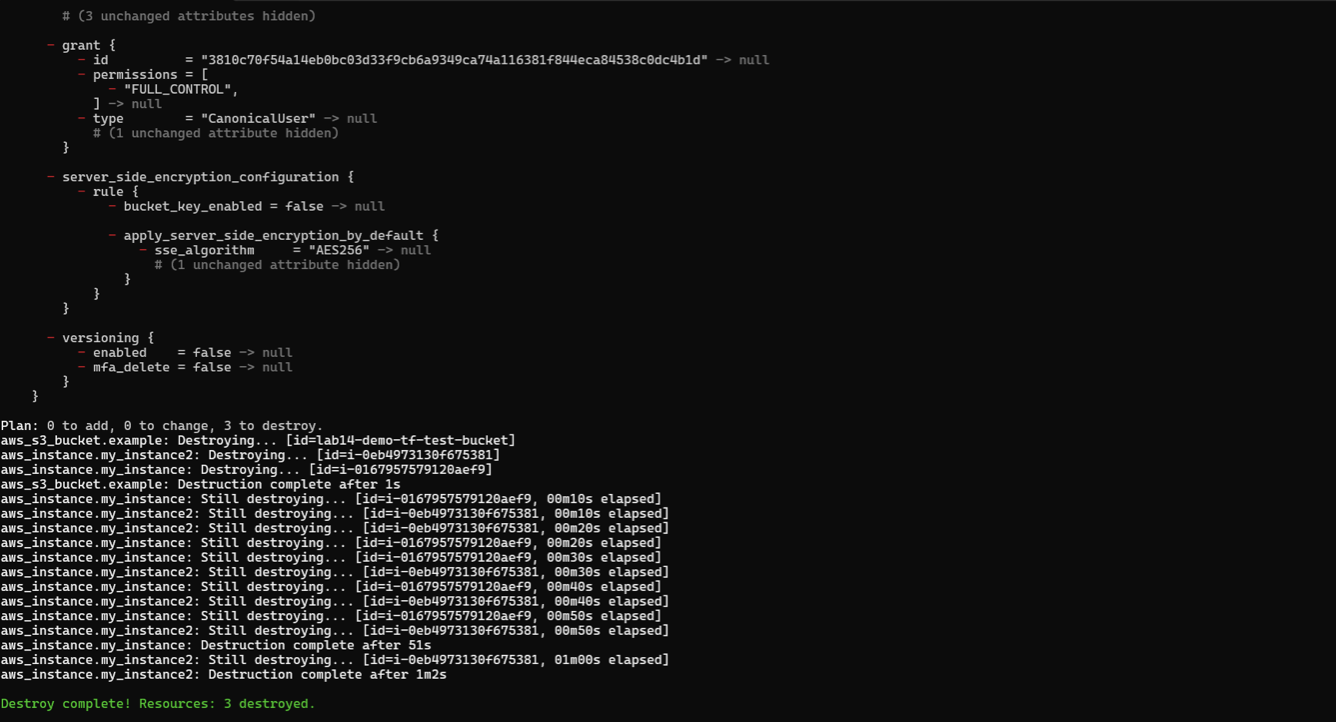 # (3 unchanged attributes hidden)
- grant {
- id = "3810c70f54a14eb0bc03d33f9cb6a9349ca74a116381f844eca84538c0dc4b1d" -> null
- permissions = [
- "FULL_CONTROL",
] -> null
- type = "CanonicalUser" -> null
# (1 unchanged attribute hidden)
}
- server_side_encryption_configuration {
- rule {
- bucket_key_enabled = false -> null
- apply_server_side_encryption_by_default {
- sse_algorithm = "AES256" -> null
# (1 unchanged attribute hidden)
}
}
}
- versioning {
- enabled = false -> null
- mfa_delete = false -> null
}
}
Plan: 0 to add, 0 to change, 3 to destroy.
aws_s3_bucket.example: Destroying... [id=lab14-demo-tf-test-bucket]
aws_instance.my_instance2: Destroying... [id=i-0eb4973130f675381]
aws_instance.my_instance: Destroying... [id=i-0167957579120aef9]
aws_s3_bucket.example: Destruction complete after 1s
aws_instance.my_instance: Still destroying... [id=i-0167957579120aef9, 00m10s elapsed]
aws_instance.my_instance2: Still destroying... [id=i-0eb4973130f675381, 00m10s elapsed]
aws_instance.my_instance2: Still destroying... [id=i-0eb4973130f675381, 00m20s elapsed]
aws_instance.my_instance: Still destroying... [id=i-0167957579120aef9, 00m20s elapsed]
aws_instance.my_instance: Still destroying... [id=i-0167957579120aef9, 00m30s elapsed]
aws_instance.my_instance2: Still destroying... [id=i-0eb4973130f675381, 00m30s elapsed]
aws_instance.my_instance: Still destroying... [id=i-0167957579120aef9, 00m40s elapsed]
aws_instance.my_instance2: Still destroying... [id=i-0eb4973130f675381, 00m40s elapsed]
aws_instance.my_instance: Still destroying... [id=i-0167957579120aef9, 00m50s elapsed]
aws_instance.my_instance2: Still destroying... [id=i-0eb4973130f675381, 00m50s elapsed]
aws_instance.my_instance: Destruction complete after 51s
aws_instance.my_instance2: Still destroying... [id=i-0eb4973130f675381, 01m00s elapsed]
aws_instance.my_instance2: Destruction complete after 1m2s
Destroy complete! Resources: 3 destroyed.